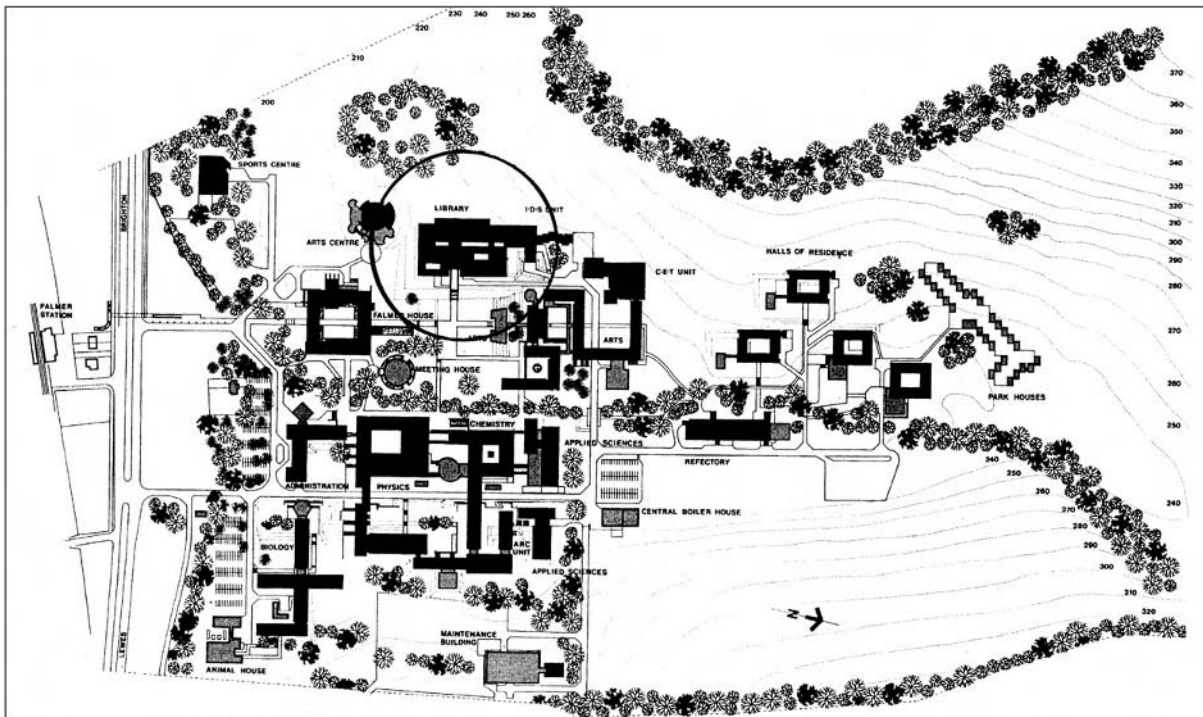 230 240 250 260
220
210
200
370
360
350
340
330
320
310
300
290
280
270
260
250
240
SPORTS CENTRE
BRIGHTON
LIBRARY
I·D·S UNIT
ARTS CENTRE
HALLS OF RESIDENCE
C·E·T UNIT
FALMER
STATION
FALMER HOUSE
ARTS
MEETING HOUSE
PARK HOUSES
CHEMISTRY
APPLIED SCIENCES
REFECTORY
240
250
260
270
280
290
300
310
320
ADMINISTRATION
PHYSICS
CENTRAL BOILER HOUSE
BIOLOGY
ARC
UNIT
APPLIED SCIENCES
N
MAINTENANCE
BUILDING
LEWES
ANIMAL HOUSE